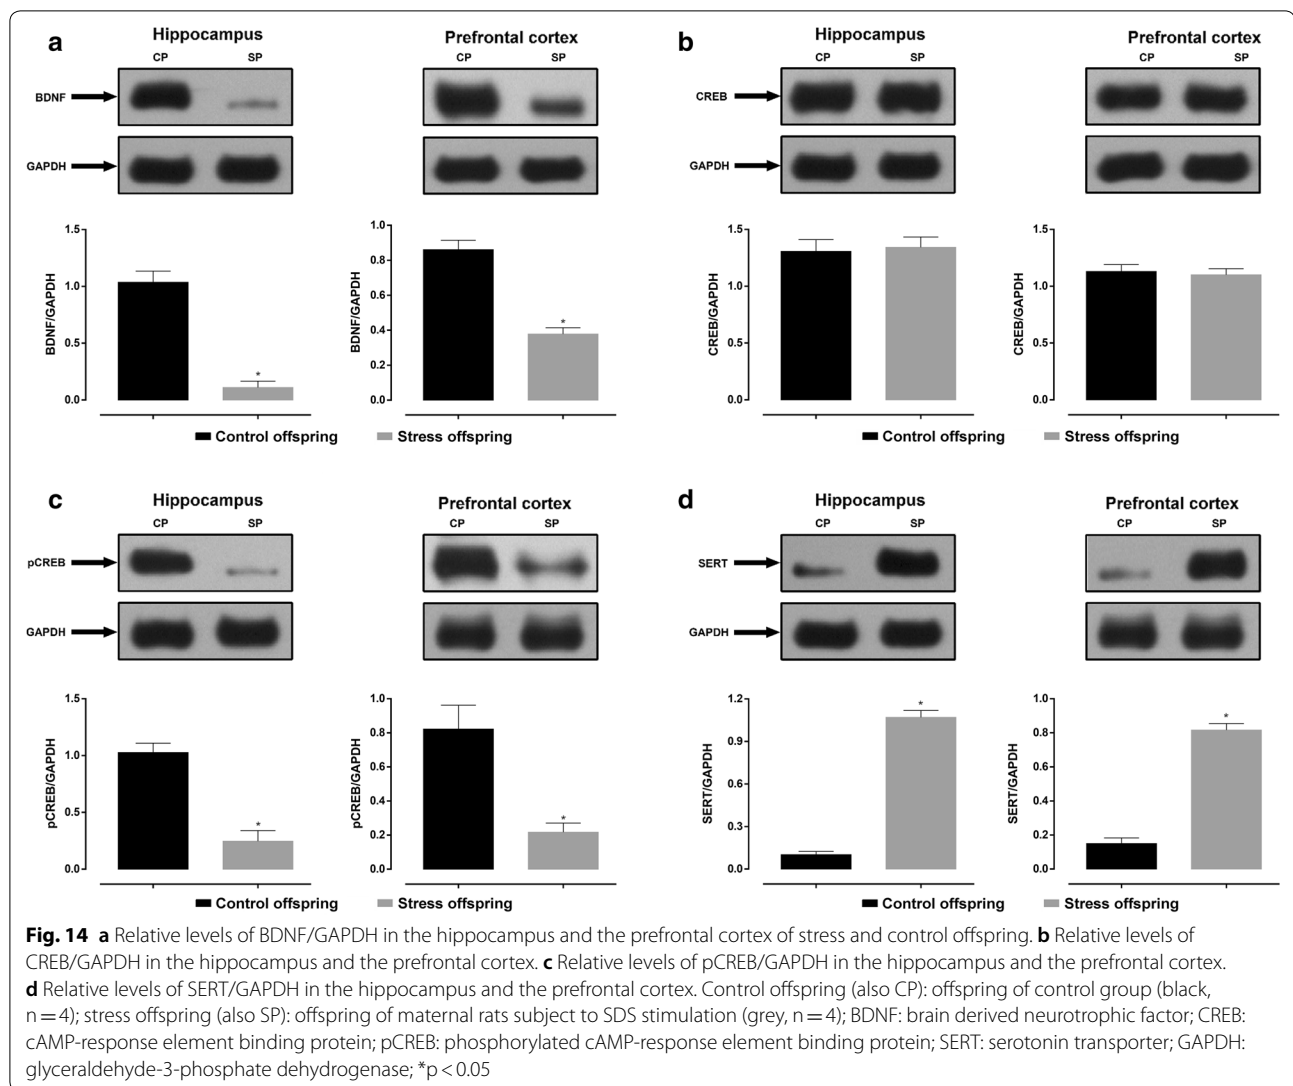 a
Hippocampus
Prefrontal cortex
CP SP
CP SP
BDNF
GAPDH
1.5
1.0
0.5
0.0
BDNF/GAPDH
1.0
0.8
0.6
0.4
0.2
0.0
BDNF/GAPDH
*
*
Control offspring Stress offspring
b
Hippocampus
Prefrontal cortex
CP SP
CP SP
CREB
GAPDH
1.5
1.0
0.5
0.0
CREB/GAPDH
1.5
1.0
0.5
0.0
CREB/GAPDH
Control offspring Stress offspring
c
Hippocampus
Prefrontal cortex
CP SP
CP SP
pCREB
GAPDH
1.5
1.0
0.5
0.0
pCREB/GAPDH
1.0
0.8
0.6
0.4
0.2
0.0
pCREB/GAPDH
*
*
Control offspring Stress offspring
d
Hippocampus
Prefrontal cortex
CP SP
CP SP
SERT
GAPDH
1.2
0.9
0.6
0.3
0.0
SERT/GAPDH
1.0
0.8
0.6
0.4
0.2
0.0
SERT/GAPDH
*
*
Control offspring Stress offspring
Fig. 14 a Relative levels of BDNF/GAPDH in the hippocampus and the prefrontal cortex of stress and control offspring. b Relative levels of
CREB/GAPDH in the hippocampus and the prefrontal cortex. c Relative levels of pCREB/GAPDH in the hippocampus and the prefrontal cortex.
d Relative levels of SERT/GAPDH in the hippocampus and the prefrontal cortex. Control offspring (also CP): offspring of control group (black,
n = 4); stress offspring (also SP): offspring of maternal rats subject to SDS stimulation (grey, n = 4); BDNF: brain derived neurotrophic factor; CREB:
cAMP-response element binding protein; pCREB: phosphorylated cAMP-response element binding protein; SERT: serotonin transporter; GAPDH:
glyceraldehyde-3-phosphate dehydrogenase; *p < 0.05